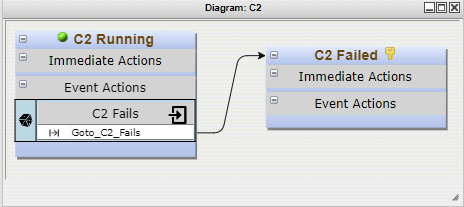 Diagram: C2
C2 Running
Immediate Actions
Event Actions
C2 Fails
Goto_C2_Fails
C2 Failed
Immediate Actions
Event Actions